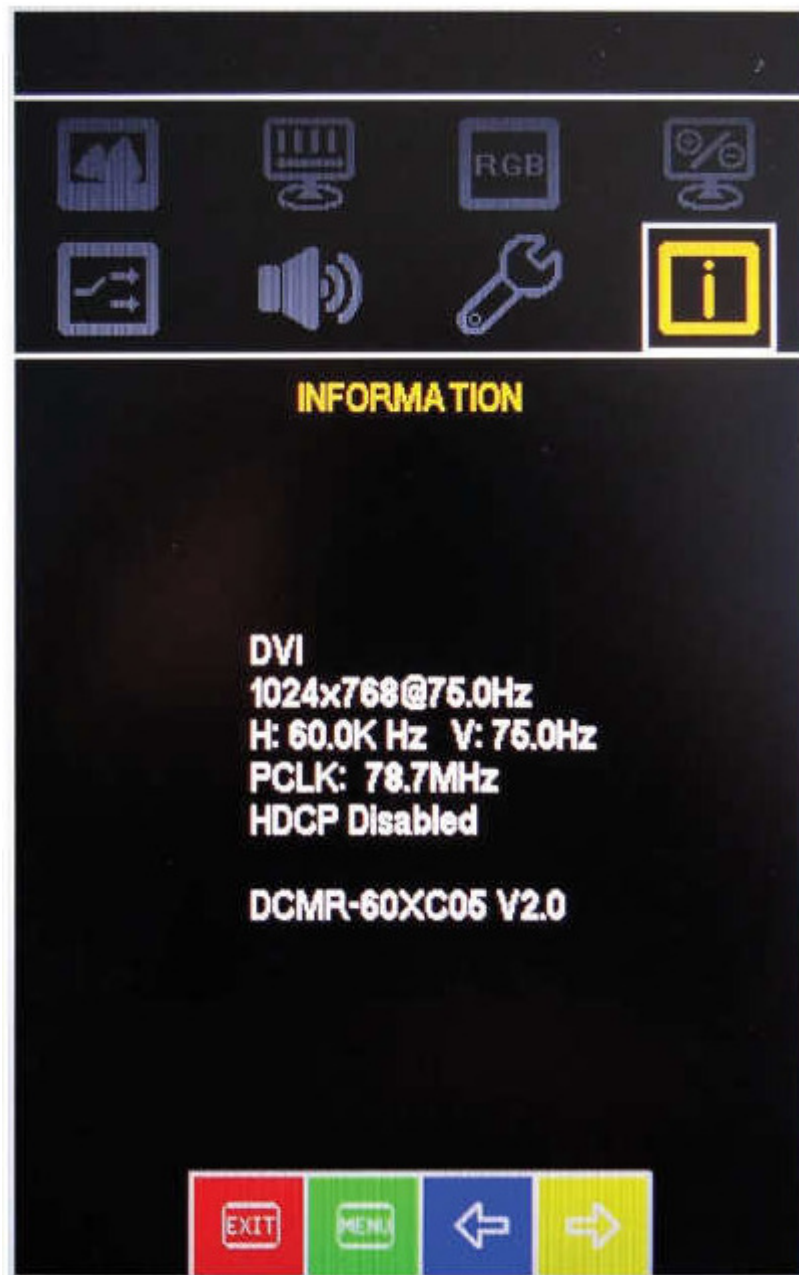 RGB
INFORMATION
DVI
1024x768@75.0Hz
H: 60.0K Hz V: 75.0Hz
PCLK: 78.7MHz
HDCP Disabled
DCMR-60XC05 V2.0
EXIT MENU